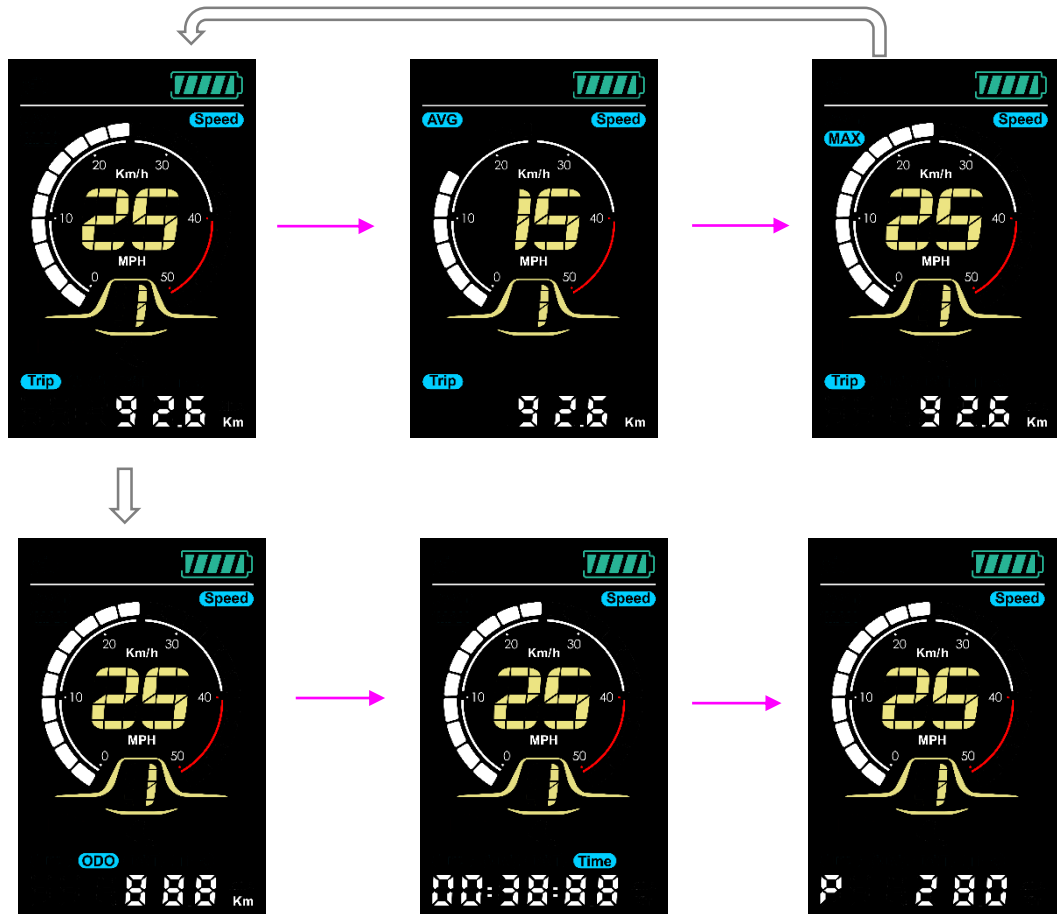 Speed
20 30
Km/h
10 25 40
MPH
0 50
1
Trip
92.6 Km
AVG Speed
20 30
Km/h
10 15 40
MPH
0 50
1
Trip
92.6 Km
Speed
MAX
20 30
Km/h
10 25 40
MPH
0 50
1
Trip
92.6 Km
Speed
20 30
Km/h
10 25 40
MPH
0 50
1
ODO
888 Km
Speed
20 30
Km/h
10 25 40
MPH
0 50
1
Time
00:38:88
Speed
20 30
Km/h
10 25 40
MPH
0 50
1
P 280